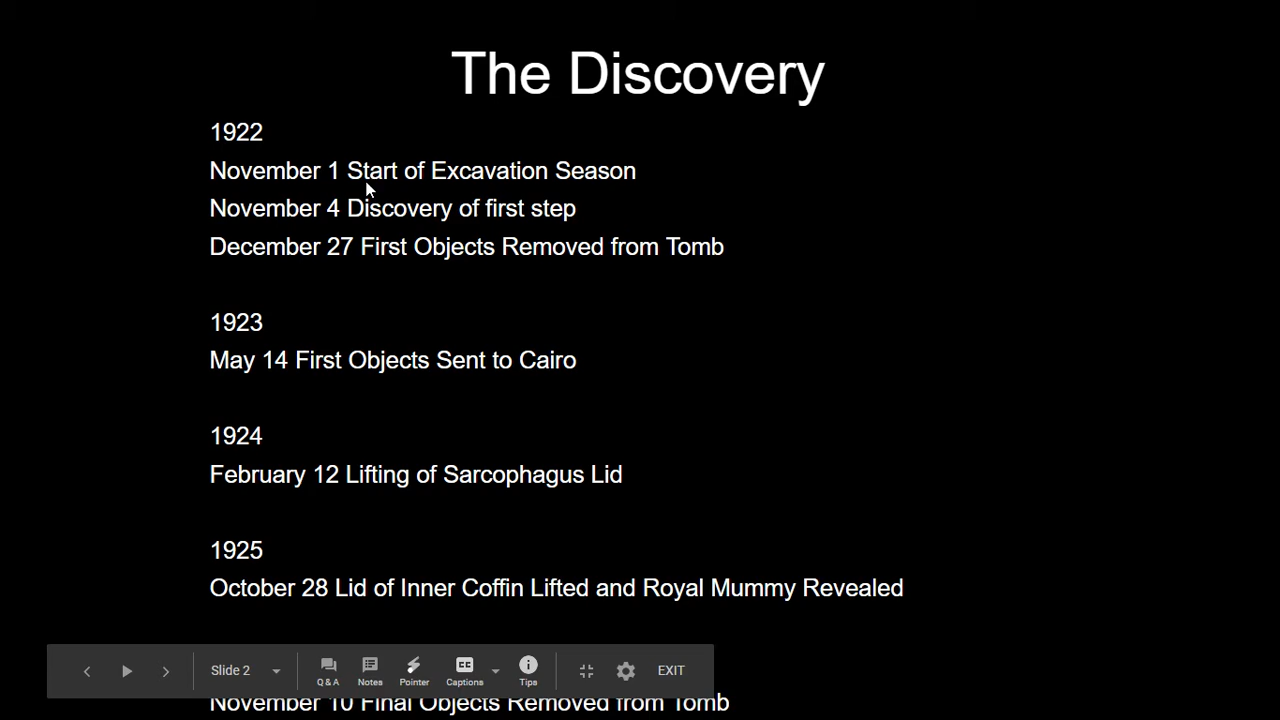 The Discovery
1922
November 1 Start of Excavation Season
November 4 Discovery of first step
December 27 First Objects Removed from Tomb
1923
May 14 First Objects Sent to Cairo
1924
February 12 Lifting of Sarcophagus Lid
1925
October 28 Lid of Inner Coffin Lifted and Royal Mummy Revealed
Slide 2
Q & A
Notes
Pointer
Captions
Tips
EXIT
November 10 Final Objects Removed from Tomb